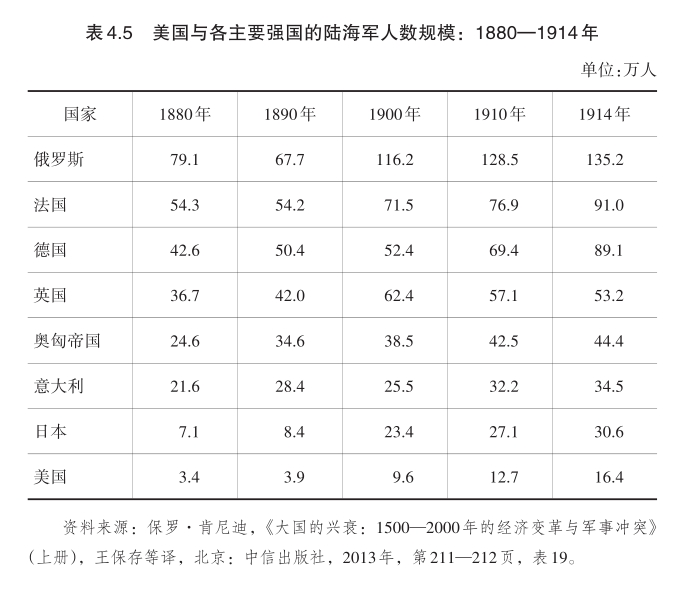 表4.5 美国与各主要强国的陆海军人数规模：1880—1914年
单位：万人
国家 1880年 1890年 1900年 1910年 1914年
俄罗斯 79.1 67.7 116.2 128.5 135.2
法国 54.3 54.2 71.5 76.9 91.0
德国 42.6 50.4 52.4 69.4 89.1
英国 36.7 42.0 62.4 57.1 53.2
奥匈帝国 24.6 34.6 38.5 42.5 44.4
意大利 21.6 28.4 25.5 32.2 34.5
日本 7.1 8.4 23.4 27.1 30.6
美国 3.4 3.9 9.6 12.7 16.4
资料来源：保罗·肯尼迪，《大国的兴衰：1500—2000年的经济变革与军事冲突》
（上册），王保存等译，北京：中信出版社，2013年，第211—212页，表19。